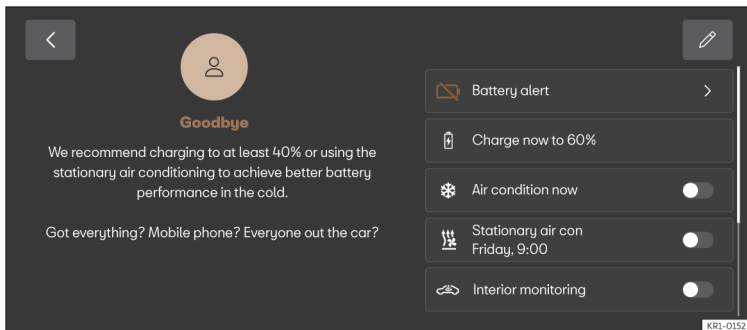 Goodbye
We recommend charging to at least 40% or using the
stationary air conditioning to achieve better battery
performance in the cold.
Got everything? Mobile phone? Everyone out the car?
Battery alert
Charge now to 60%
Air condition now
Stationary air con
Friday, 9:00
Interior monitoring
KR1-0152